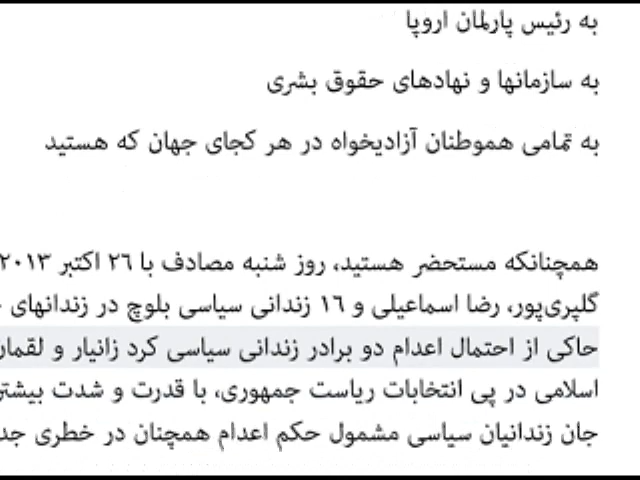 به رئیس پارلمان اروپا
به سازمانها و نهادهای حقوق بشری
به تمامی هموطنان آزادیخواه در هر کجای جهان که هستید
همچنانکه مستحضر هستید، روز شنبه مصادف با ٢٦ اکتبر ٢٠١٣
گلپری‌پور، رضا اسماعیلی و ١٦ زندانی سیاسی بلوچ در زندانهای
حاکی از احتمال اعدام دو برادر زندانی سیاسی کرد زانیار و لقمان
اسلامی در پی انتخابات ریاست جمهوری، با قدرت و شدت بیشتر
جان زندانیان سیاسی مشمول حکم اعدام همچنان در خطری